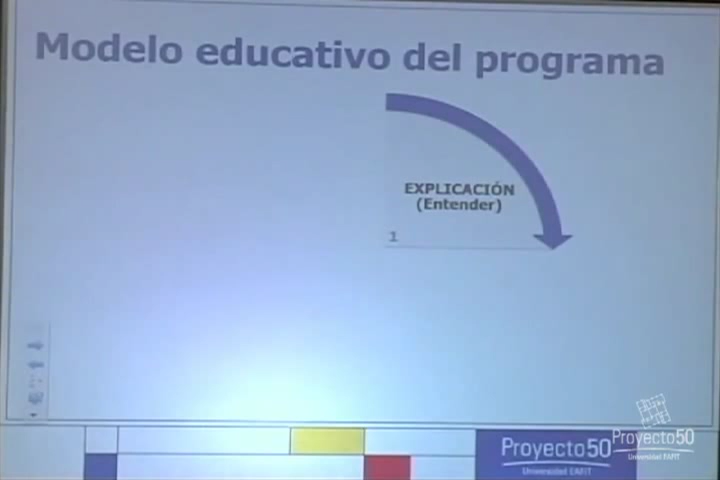 Modelo educativo del programa
EXPLICACIÓN
(Entender)
1
Proyecto50
Universidad EAFIT
Proyecto50
Universidad EAFIT